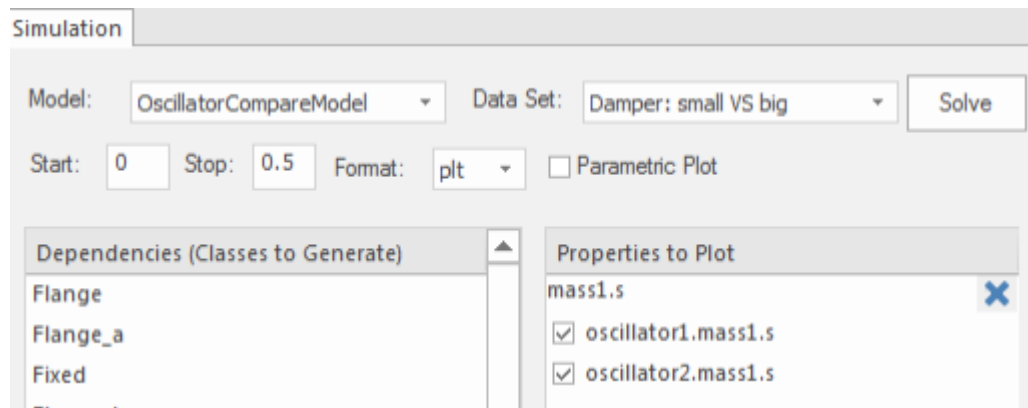 Simulation
Model: OscillatorCompareModel Data Set: Damper: small VS big Solve
Start: 0 Stop: 0.5 Format: plt Parametric Plot
Dependencies (Classes to Generate) Properties to Plot
Flange mass1.s
Flange_a oscillator1.mass1.s
Fixed oscillator2.mass1.s